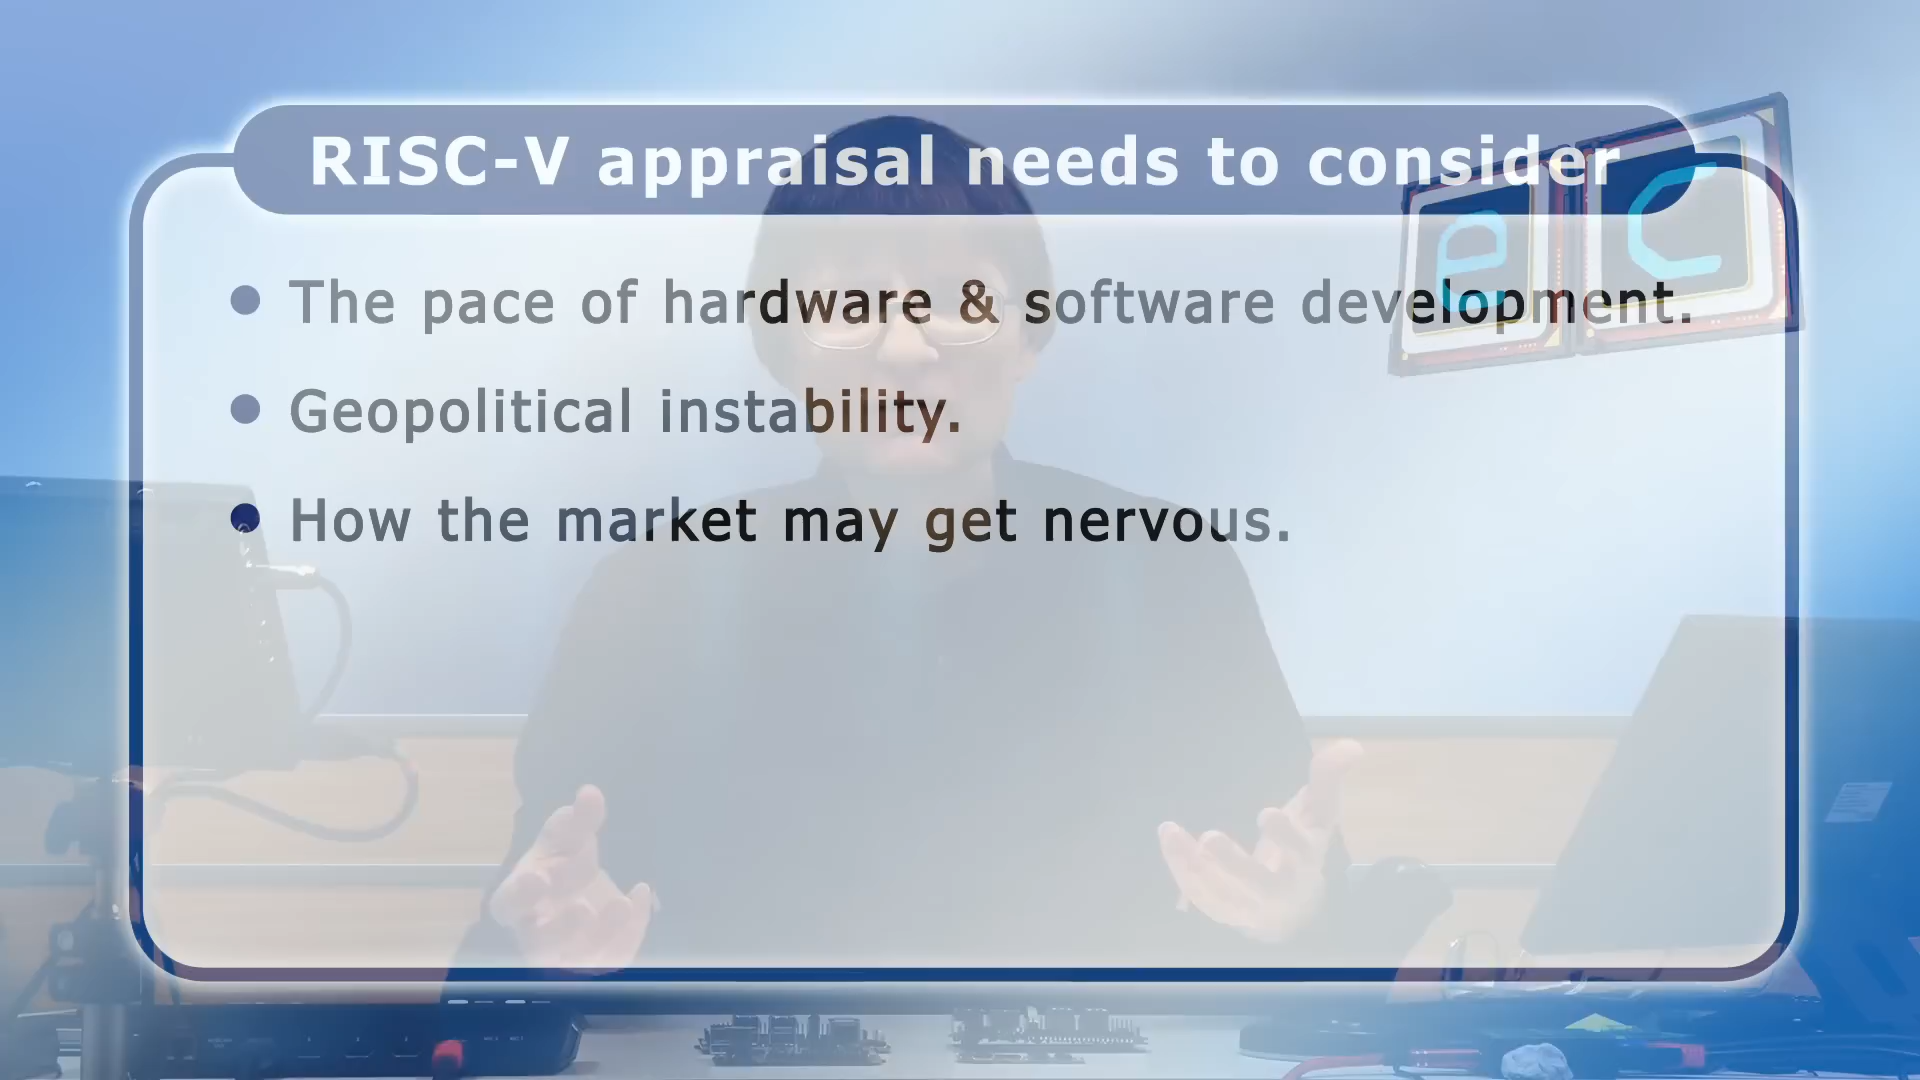 RISC-V appraisal needs to consider
e C
• The pace of hardware & software development.
• Geopolitical instability.
• How the market may get nervous.